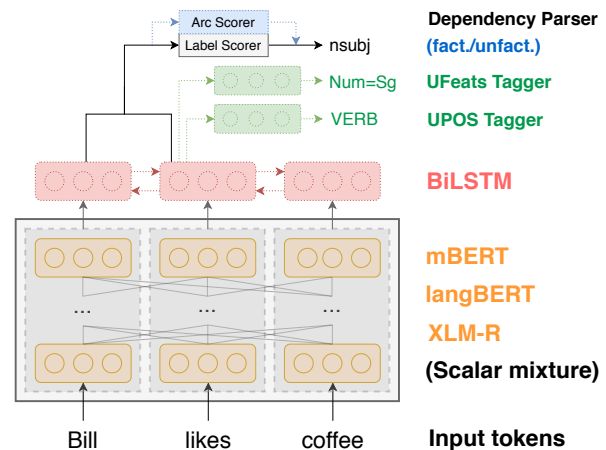 Arc Scorer
Dependency Parser
Label Scorer
nsubj
(fact./unfact.)
Num=Sg
UFeats Tagger
VERB
UPOS Tagger
BiLSTM
mBERT
langBERT
... ... ...
XLM-R
(Scalar mixture)
Bill likes coffee
Input tokens